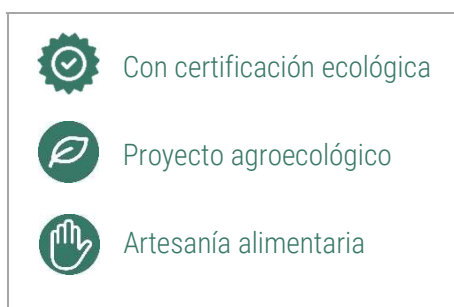 Con certificación ecológica
Proyecto agroecológico
Artesanía alimentaria